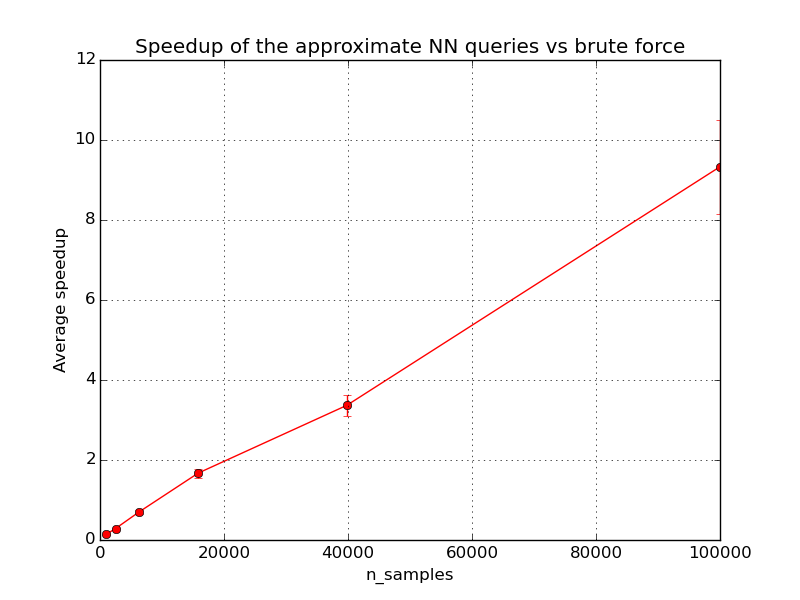 Speedup of the approximate NN queries vs brute force
12
10
8
6
4
2
0
Average speedup
0 20000 40000 60000 80000 100000
n_samples